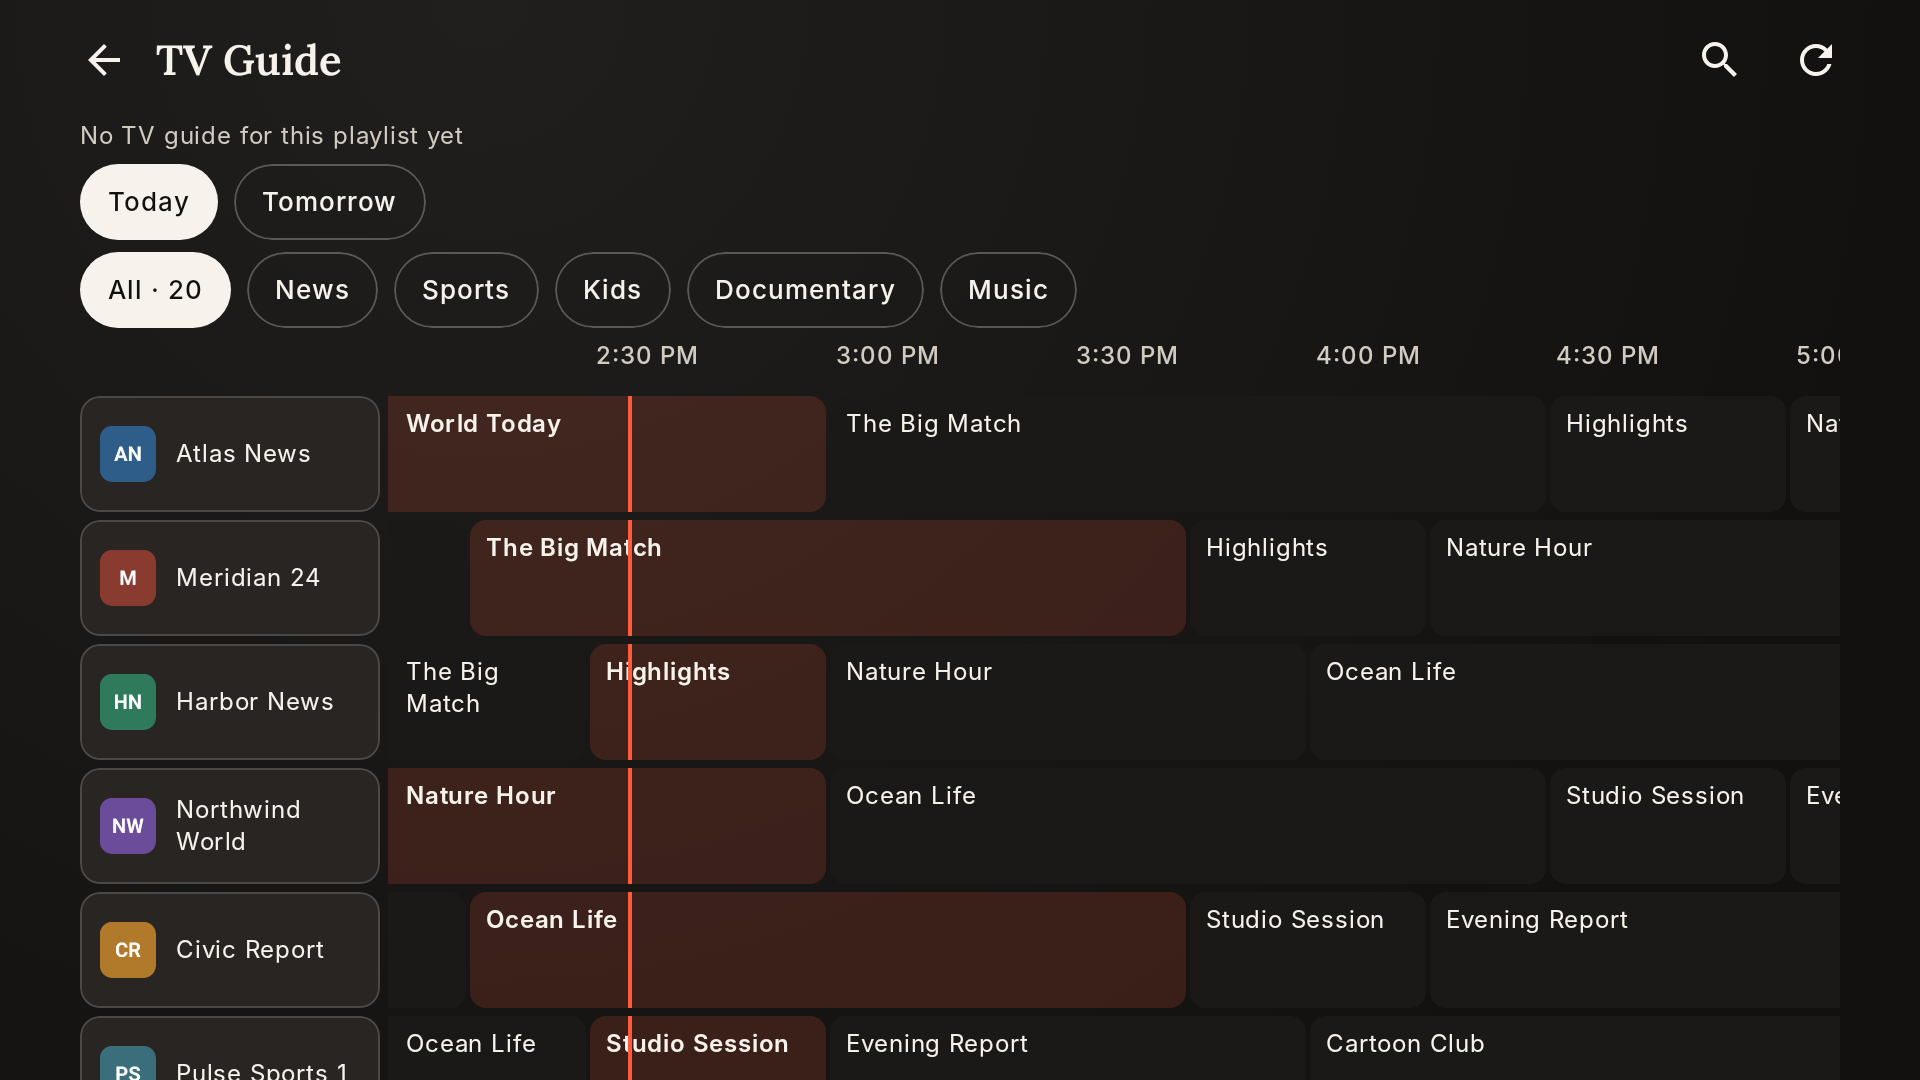 TV Guide
No TV guide for this playlist yet
Today
Tomorrow
All · 20
News
Sports
Kids
Documentary
Music
2:30 PM
3:00 PM
3:30 PM
4:00 PM
4:30 PM
5:00
AN
Atlas News
World Today
The Big Match
Highlights
Nat
M
Meridian 24
The Big Match
Highlights
Nature Hour
HN
Harbor News
The Big
Match
Highlights
Nature Hour
Ocean Life
NW
Northwind
World
Nature Hour
Ocean Life
Studio Session
Eve
CR
Civic Report
Ocean Life
Studio Session
Evening Report
PS
Pulse Sports 1
Ocean Life
Studio Session
Evening Report
Cartoon Club